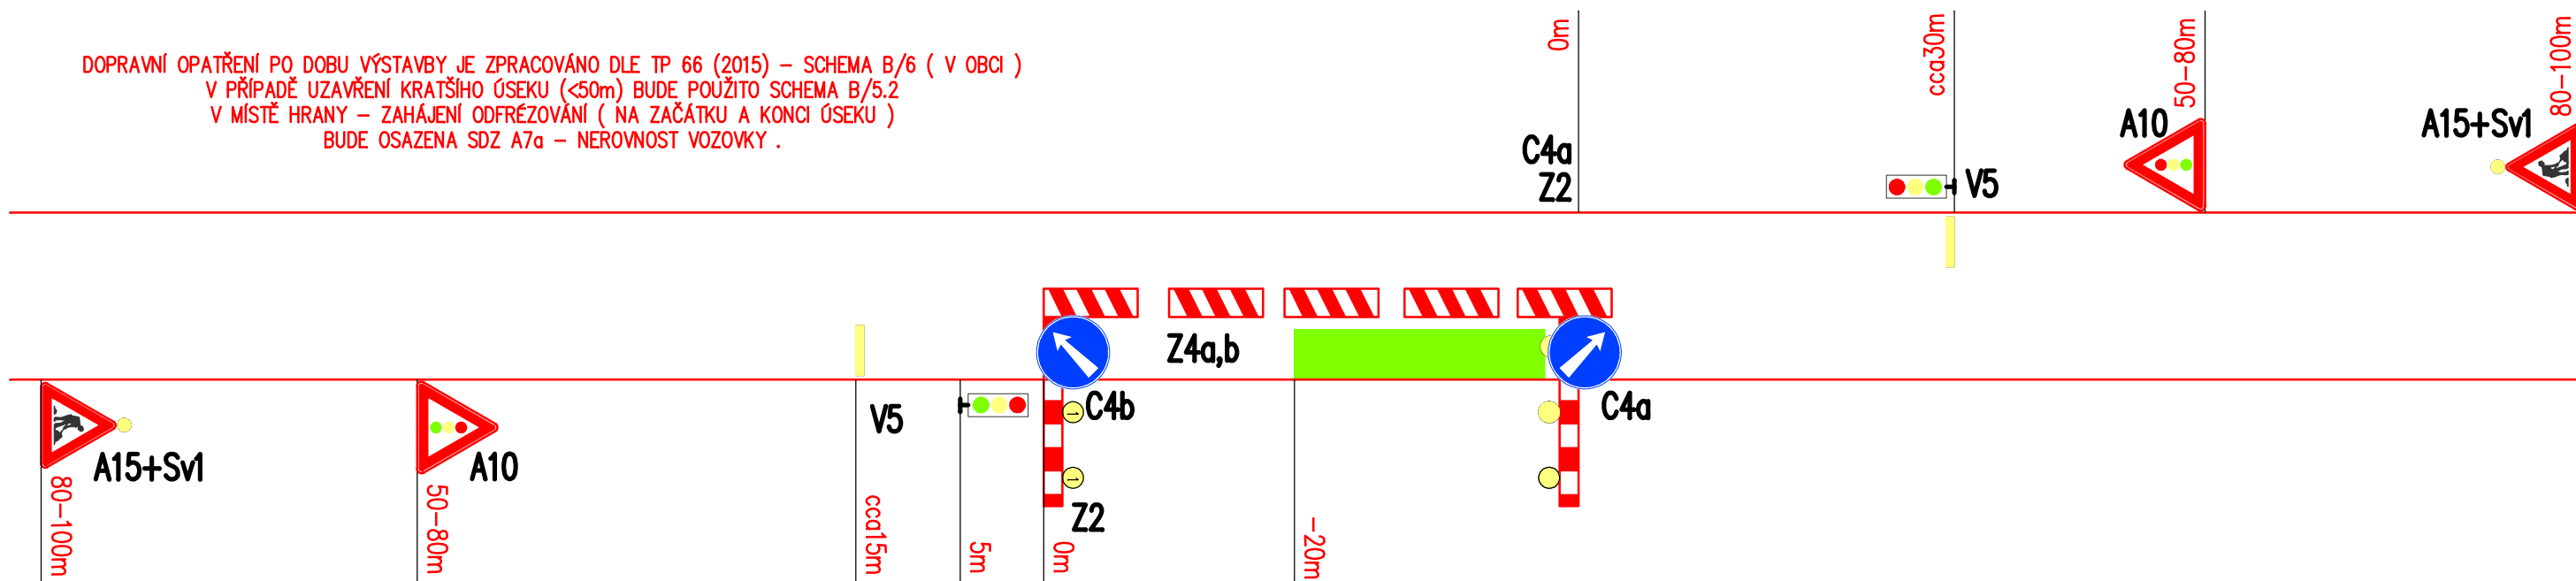 DOPRAVNÍ OPATŘENÍ PO DOBU VÝSTAVBY JE ZPRACOVÁNO DLE TP 66 (2015) – SCHEMA B/6 ( V OBCI )
V PŘÍPADĚ UZAVŘENÍ KRATŠÍHO ÚSEKU (<50m) BUDE POUŽITO SCHEMA B/5.2
V MÍSTĚ HRANY – ZAHÁJENÍ ODFRÉZOVÁNÍ ( NA ZAČÁTKU A KONCI ÚSEKU )
BUDE OSAZENA SDZ A7a – NEROVNOST VOZOVKY .
0m
cca30m
50-80m
80-100m
C4a
Z2
V5
A10
A15+Sv1
Z4a,b
A15+Sv1
A10
V5
C4b
C4a
1
1
Z2
80-100m
50-80m
cca15m
5m
0m
-20m